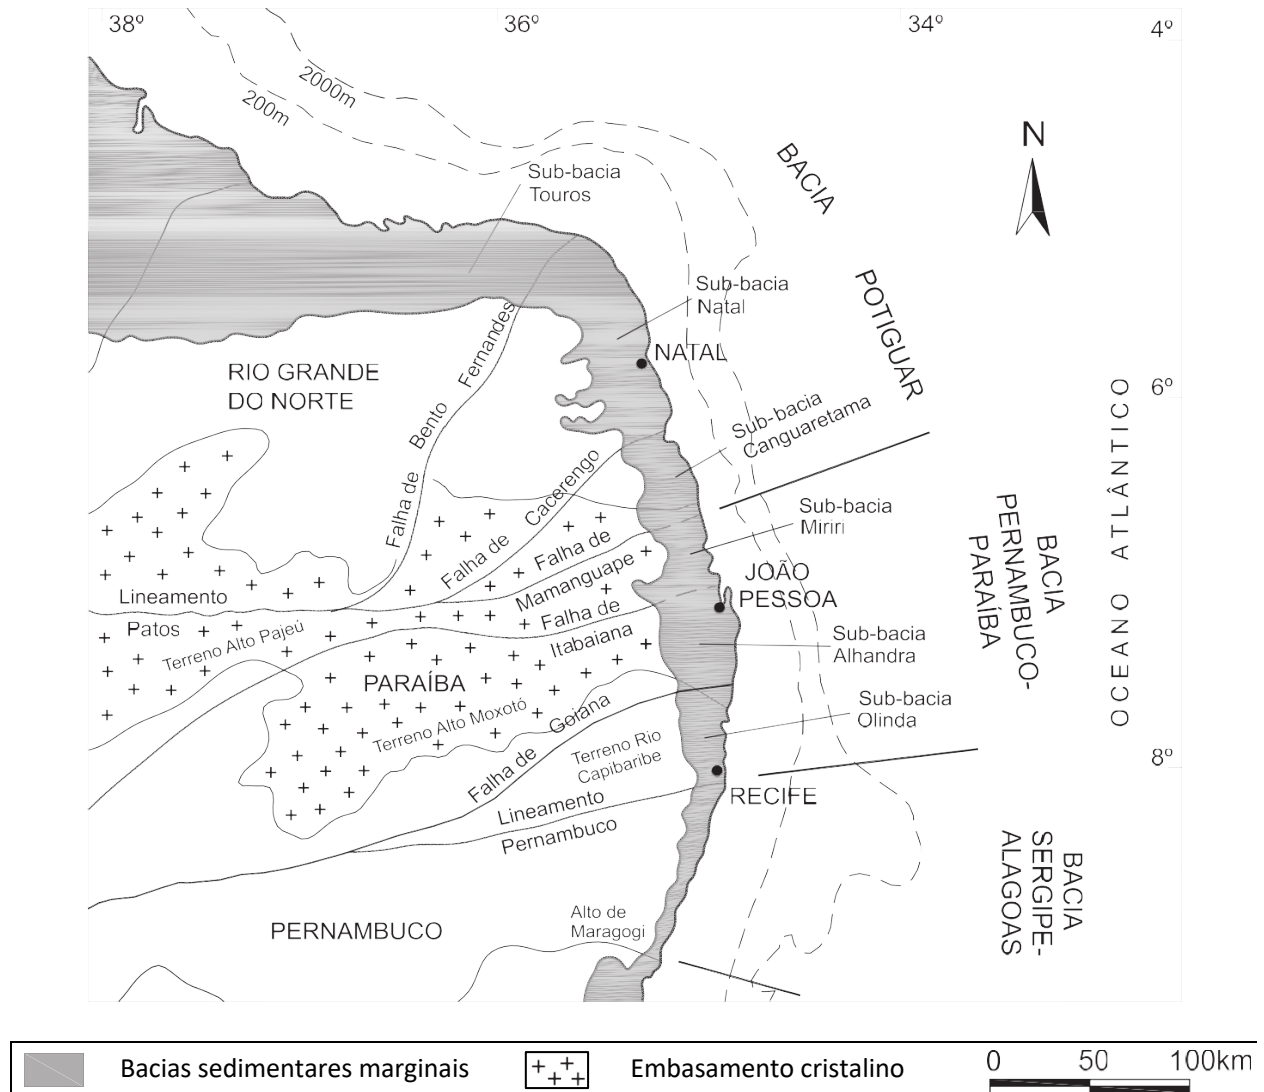 38º
36º
34º
4º
2000m
200m
N
BACIA
POTIGUAR
Sub-bacia
Touros
Sub-bacia
Natal
NATAL
RIO GRANDE
DO NORTE
Falha de Bento Fernandes
6º
Sub-bacia
Canguaretama
Falha de Cacerengo
Sub-bacia
Miriri
Falha de
Mamanguape
BACIA
PERNAMBUCO-
PARAÍBA
OCEANO ATLÂNTICO
JOÃO
PESSOA
Lineamento
Patos
Terreno Alto Pajeú
Falha de
Itabaiana
Sub-bacia
Alhandra
PARAÍBA
Terreno Alto Moxotó
Falha de Goiana
Sub-bacia
Olinda
Terreno Rio
Capibaribe
8º
RECIFE
Lineamento
Pernambuco
BACIA
SERGIPE-
ALAGOAS
PERNAMBUCO
Alto de
Maragogi
Bacias sedimentares marginais
Embasamento cristalino
0 50 100km